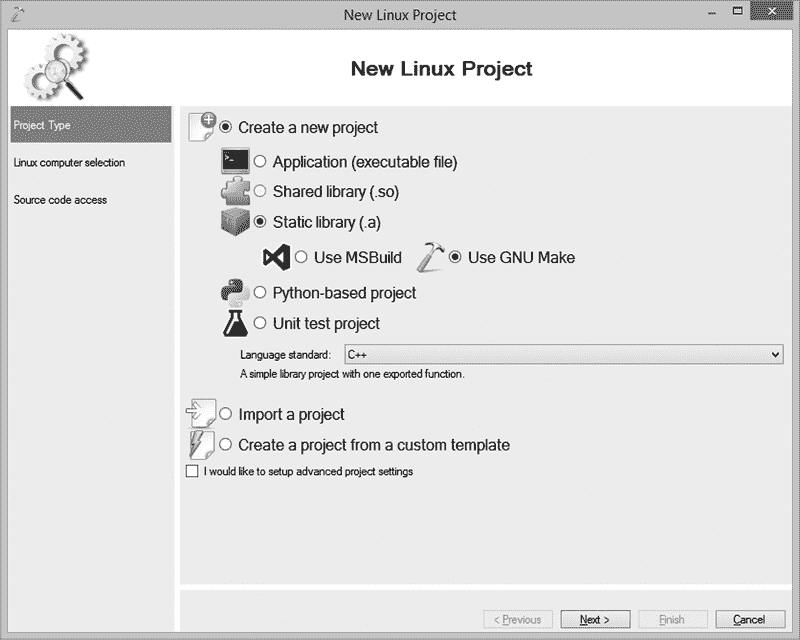 New Linux Project
New Linux Project
Project Type
Linux computer selection
Source code access
Create a new project
>_
Application (executable file)
Shared library (.so)
Static library (.a)
Use MSBuild Use GNU Make
Python-based project
Unit test project
Language standard: C++
A simple library project with one exported function.
Import a project
Create a project from a custom template
I would like to setup advanced project settings
< Previous Next > Finish Cancel